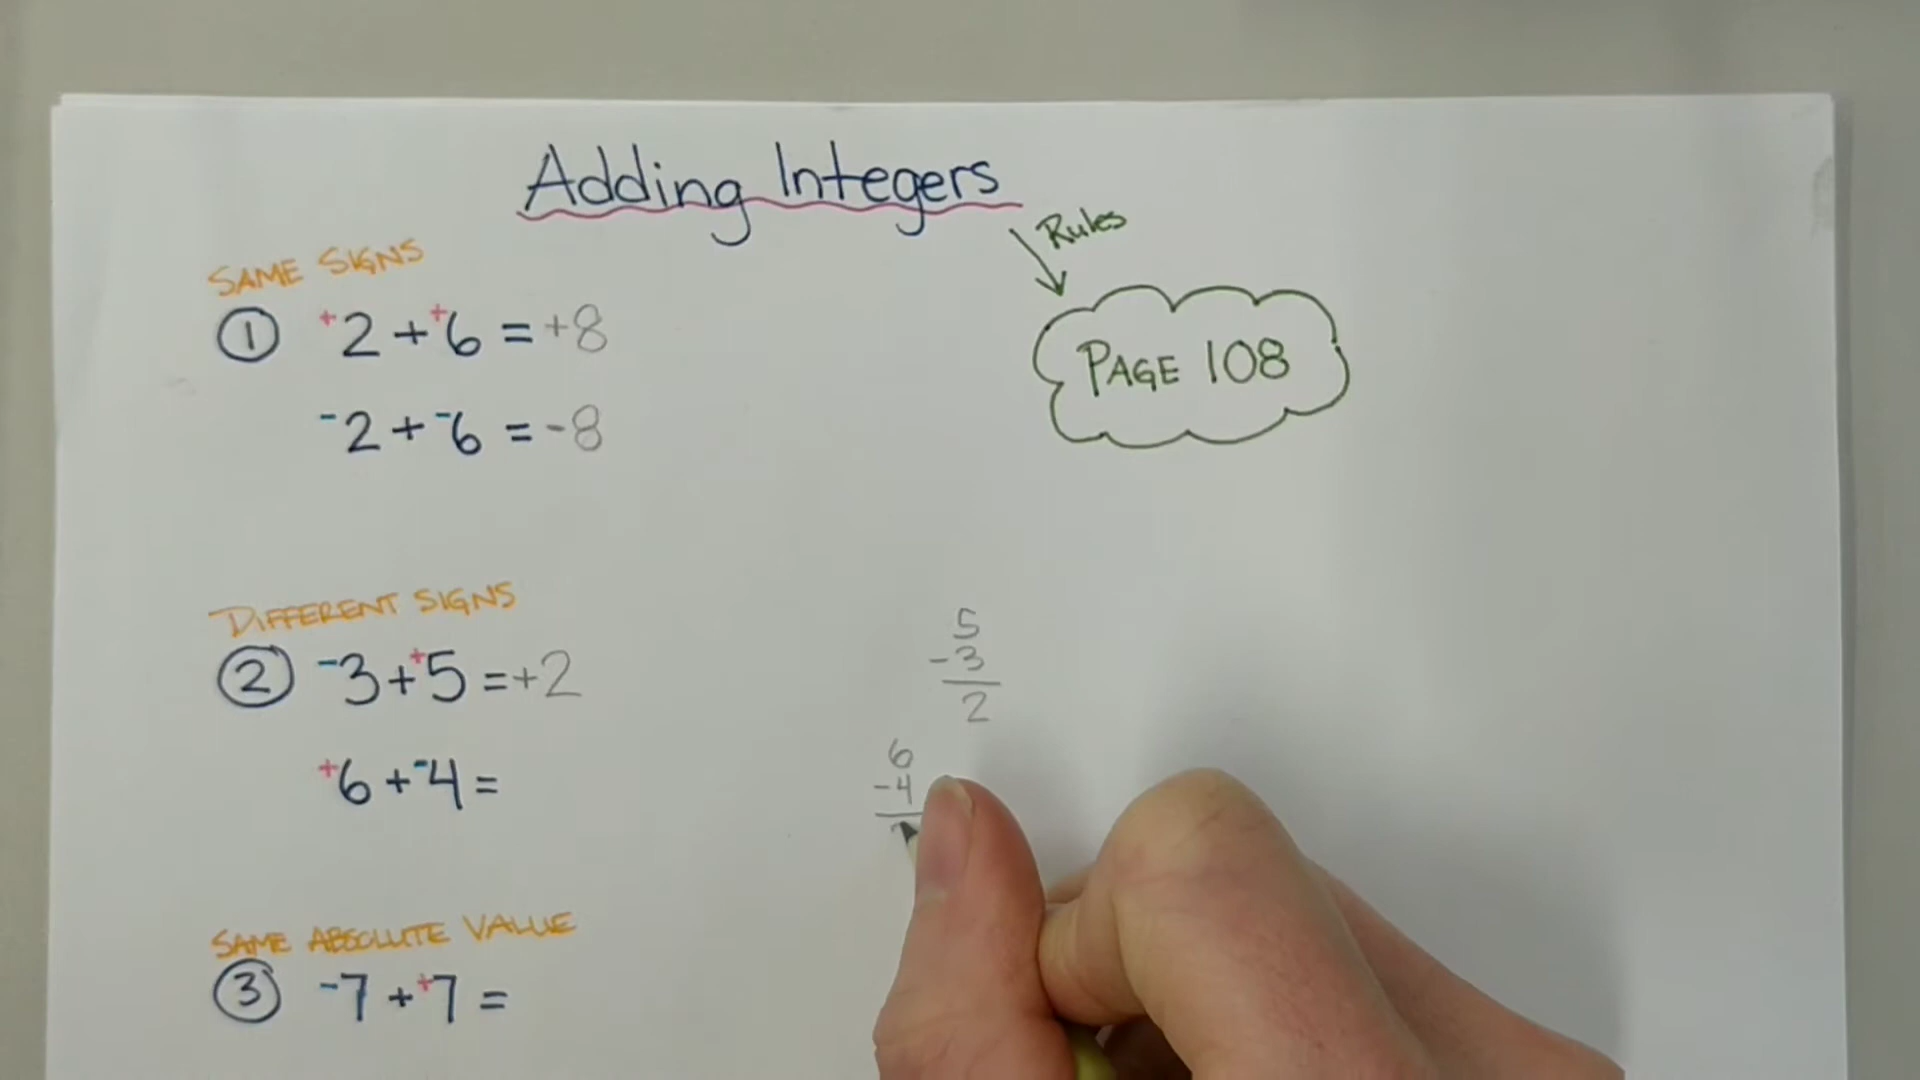 Adding Integers
Rules
PAGE 108
SAME SIGNS
① +2 + +6 = +8
-2 + -6 = -8
DIFFERENT SIGNS
② -3 + +5 = +2
+6 + -4 =
5
-3
2
6
-4
SAME ABSOLUTE VALUE
③ -7 + +7 =